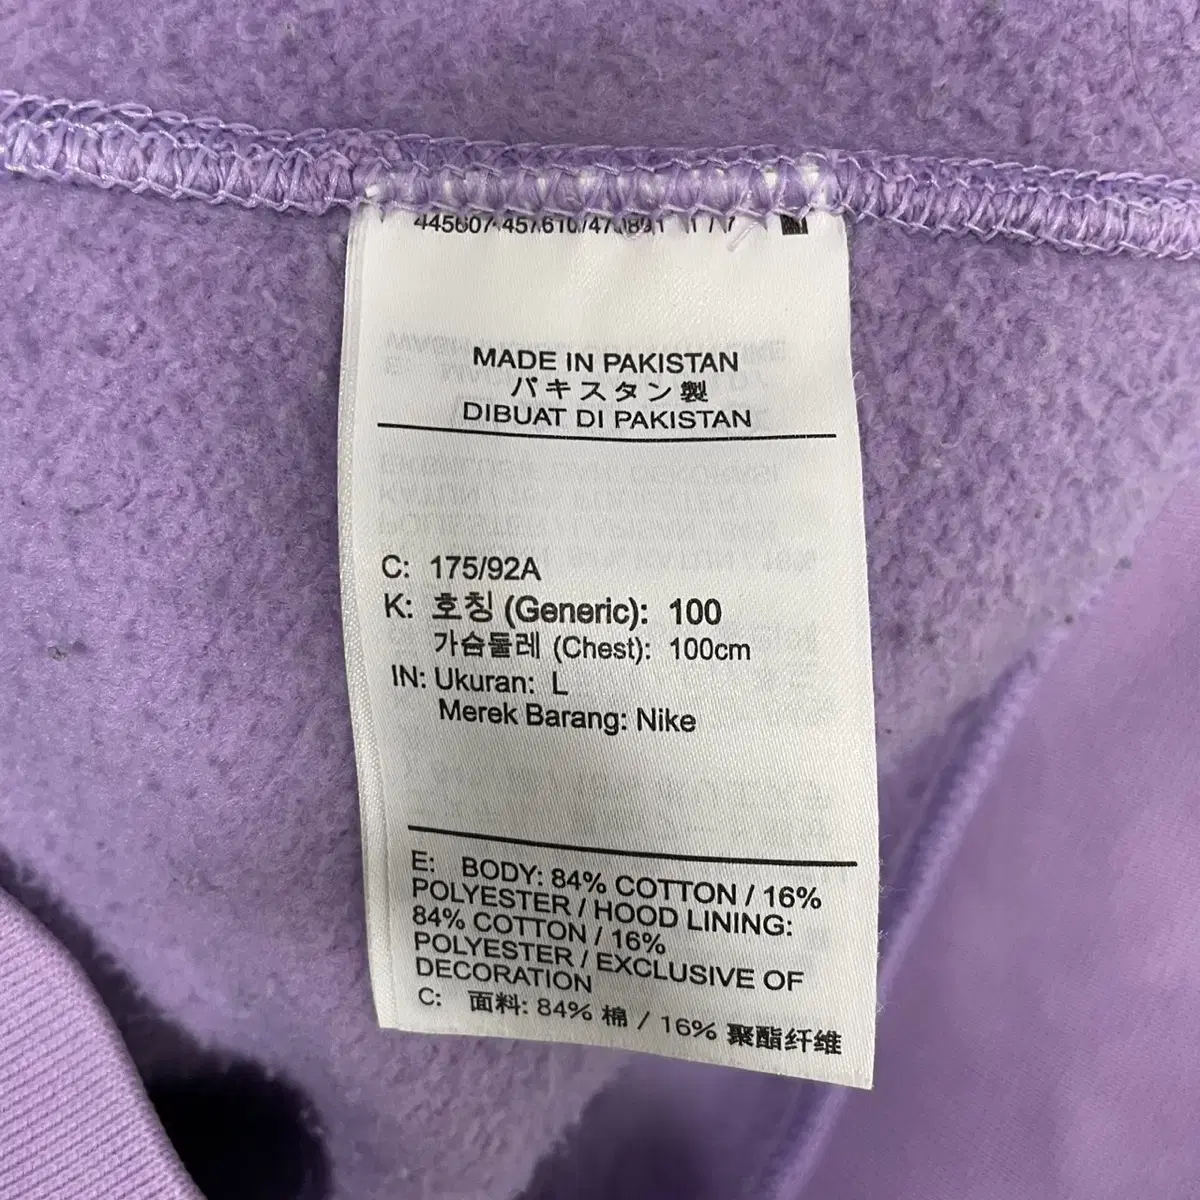 MADE IN PAKISTAN
パキスタン製
DIBUAT DI PAKISTAN
C: 175/92A
K: 호칭 (Generic): 100
가슴둘레 (Chest): 100cm
IN: Ukuran: L
Merek Barang: Nike
E: BODY: 84% COTTON / 16%
POLYESTER / HOOD LINING:
84% COTTON / 16%
POLYESTER / EXCLUSIVE OF
DECORATION
C: 面料: 84% 棉 / 16% 聚酯纤维